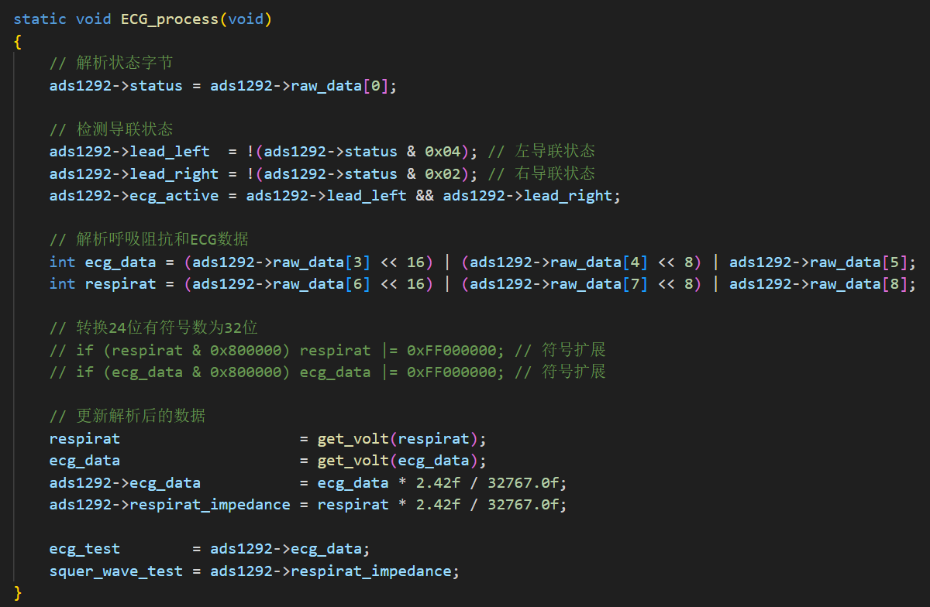 static void ECG_process(void)
{
    // 解析状态字节
    ads1292->status = ads1292->raw_data[0];

    // 检测导联状态
    ads1292->lead_left  = !(ads1292->status & 0x04); // 左导联状态
    ads1292->lead_right = !(ads1292->status & 0x02); // 右导联状态
    ads1292->ecg_active = ads1292->lead_left && ads1292->lead_right;

    // 解析呼吸阻抗和ECG数据
    int ecg_data = (ads1292->raw_data[3] << 16) | (ads1292->raw_data[4] << 8) | ads1292->raw_data[5];
    int respirat = (ads1292->raw_data[6] << 16) | (ads1292->raw_data[7] << 8) | ads1292->raw_data[8];

    // 转换24位有符号数为32位
    // if (respirat & 0x800000) respirat |= 0xFF000000; // 符号扩展
    // if (ecg_data & 0x800000) ecg_data |= 0xFF000000; // 符号扩展

    // 更新解析后的数据
    respirat                    = get_volt(respirat);
    ecg_data                    = get_volt(ecg_data);
    ads1292->ecg_data           = ecg_data * 2.42f / 32767.0f;
    ads1292->respirat_impedance = respirat * 2.42f / 32767.0f;

    ecg_test        = ads1292->ecg_data;
    squer_wave_test = ads1292->respirat_impedance;
}